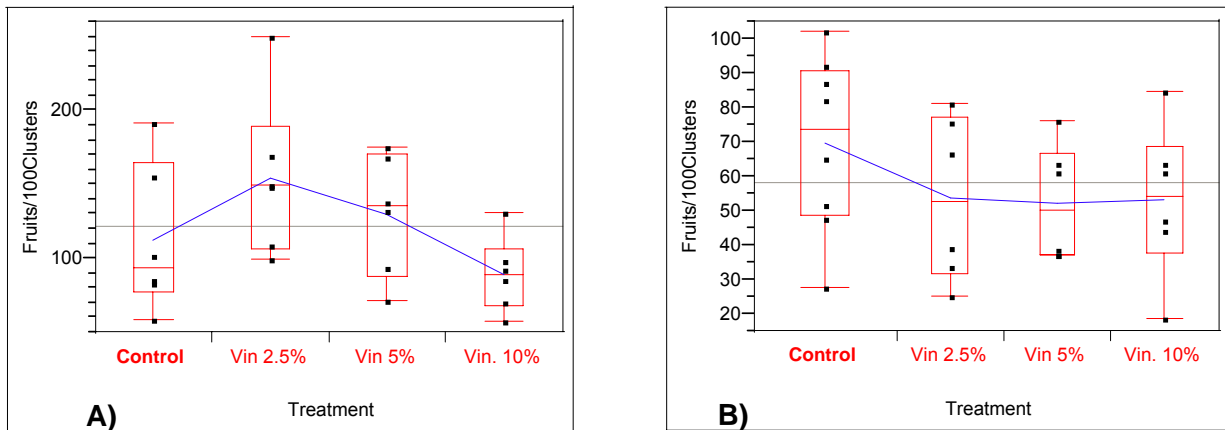 Fruits/100Clusters
200
100
Control
Vin 2.5%
Vin 5%
Vin. 10%
Treatment
A)
Fruits/100Clusters
100
90
80
70
60
50
40
30
20
Control
Vin 2.5%
Vin 5%
Vin. 10%
Treatment
B)